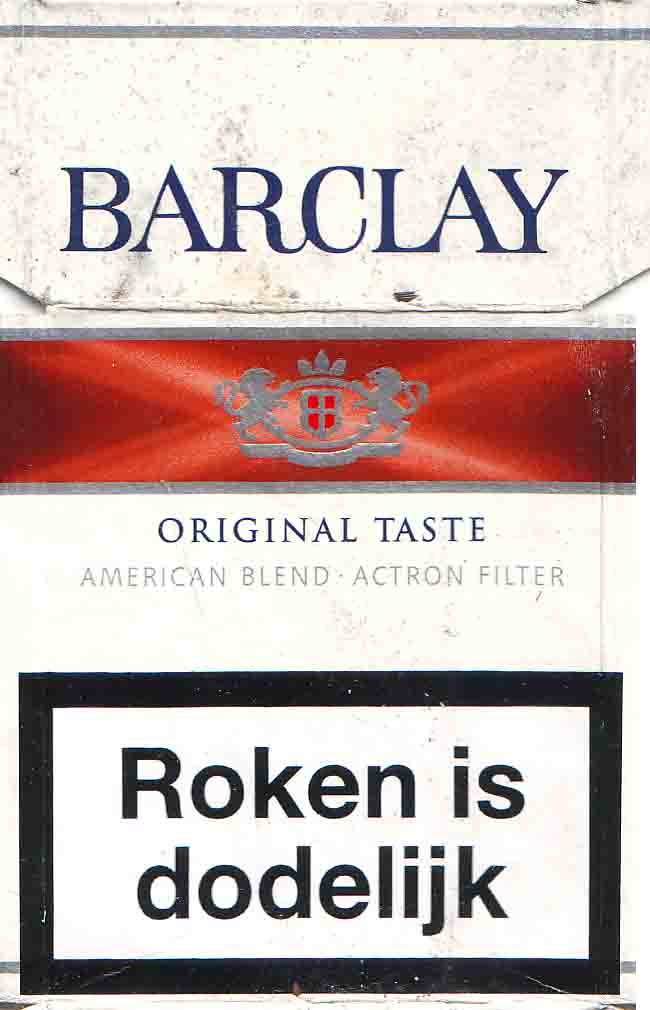 BARCLAY
ORIGINAL TASTE
AMERICAN BLEND · ACTRON FILTER
Roken is
dodelijk